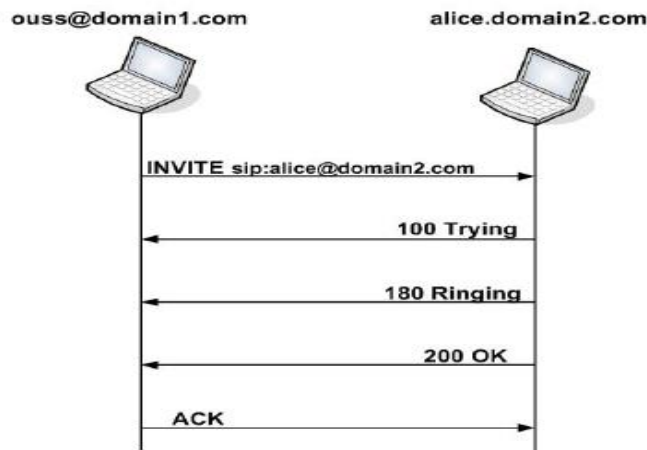 ouss@domain1.com
alice.domain2.com
INVITE sip:alice@domain2.com
100 Trying
180 Ringing
200 OK
ACK